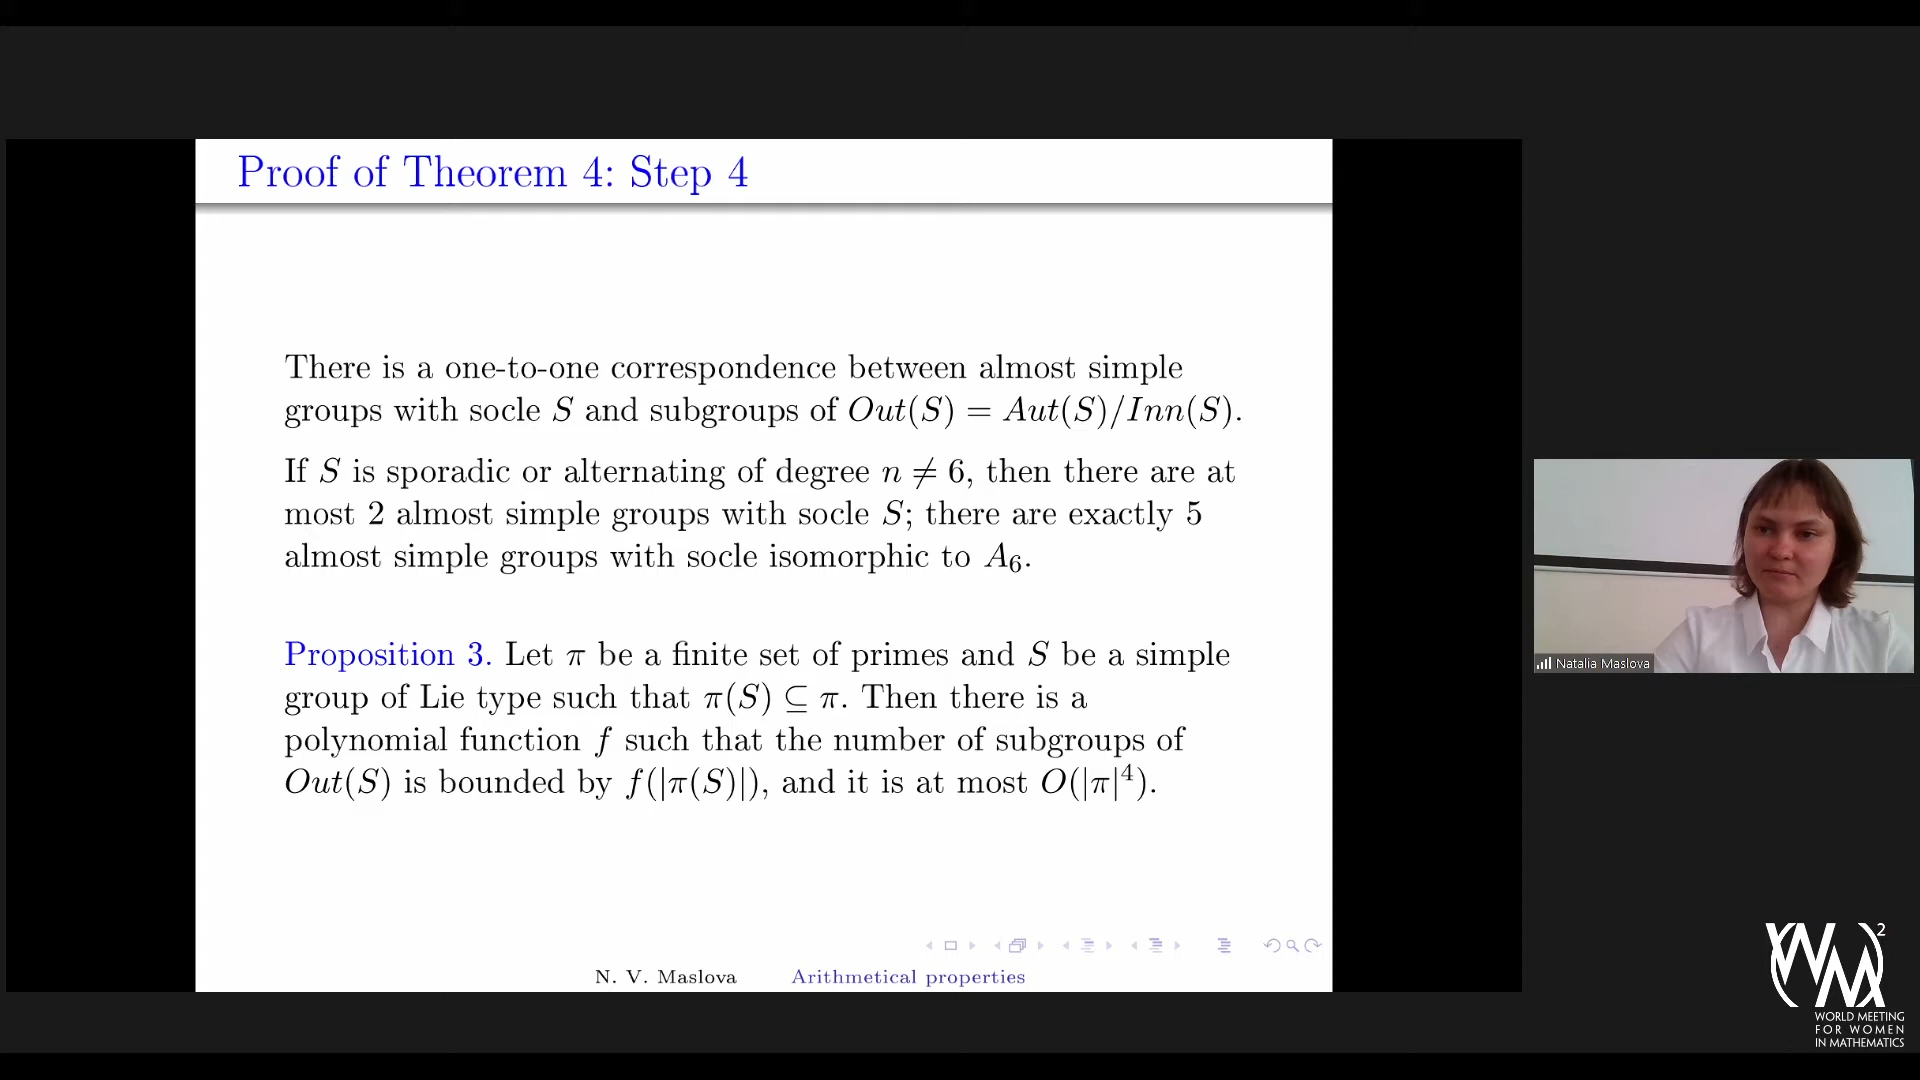 Proof of Theorem 4: Step 4
There is a one-to-one correspondence between almost simple
groups with socle S and subgroups of Out(S) = Aut(S)/Inn(S).
If S is sporadic or alternating of degree n ≠ 6, then there are at
most 2 almost simple groups with socle S; there are exactly 5
almost simple groups with socle isomorphic to A₆.
Proposition 3. Let π be a finite set of primes and S be a simple
group of Lie type such that π(S) ⊆ π. Then there is a
polynomial function f such that the number of subgroups of
Out(S) is bounded by f(|π(S)|), and it is at most O(|π|⁴).
N. V. Maslova Arithmetical properties
Natalia Maslova
WM²
WORLD MEETING
FOR WOMEN
IN MATHEMATICS